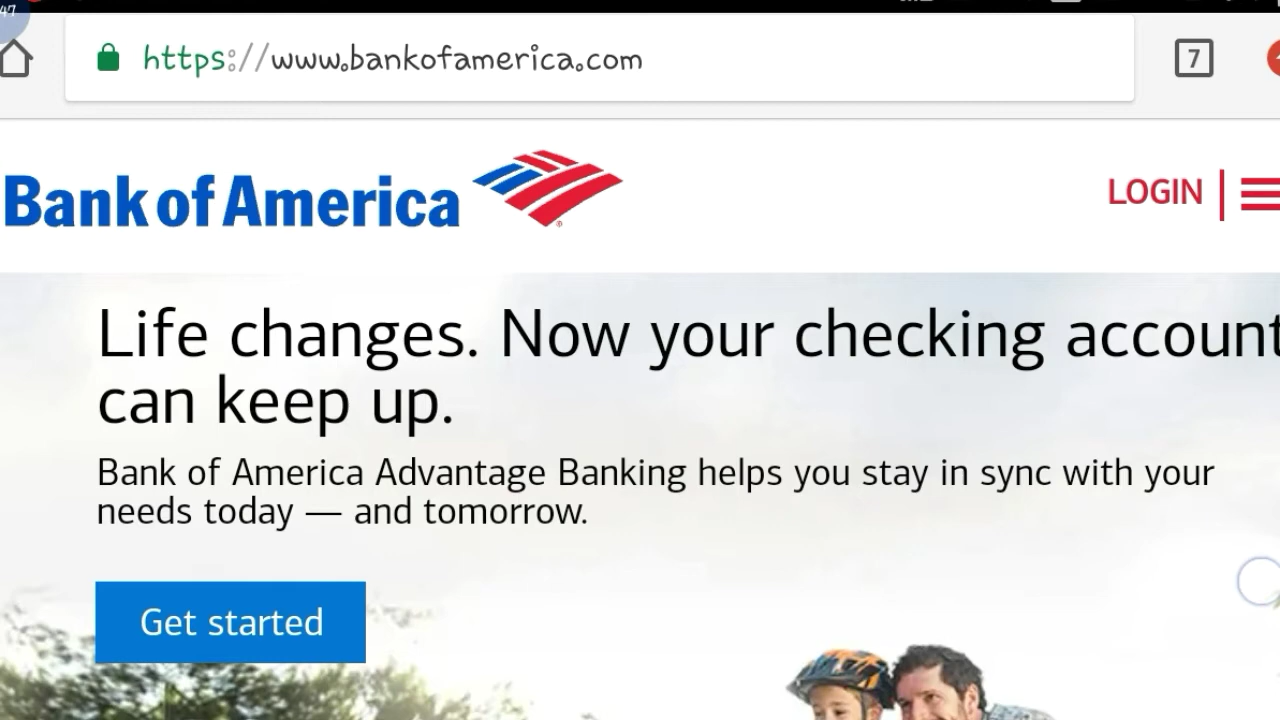 47
https://www.bankofamerica.com
7
Bank of America
LOGIN
Life changes. Now your checking account
can keep up.
Bank of America Advantage Banking helps you stay in sync with your
needs today — and tomorrow.
Get started